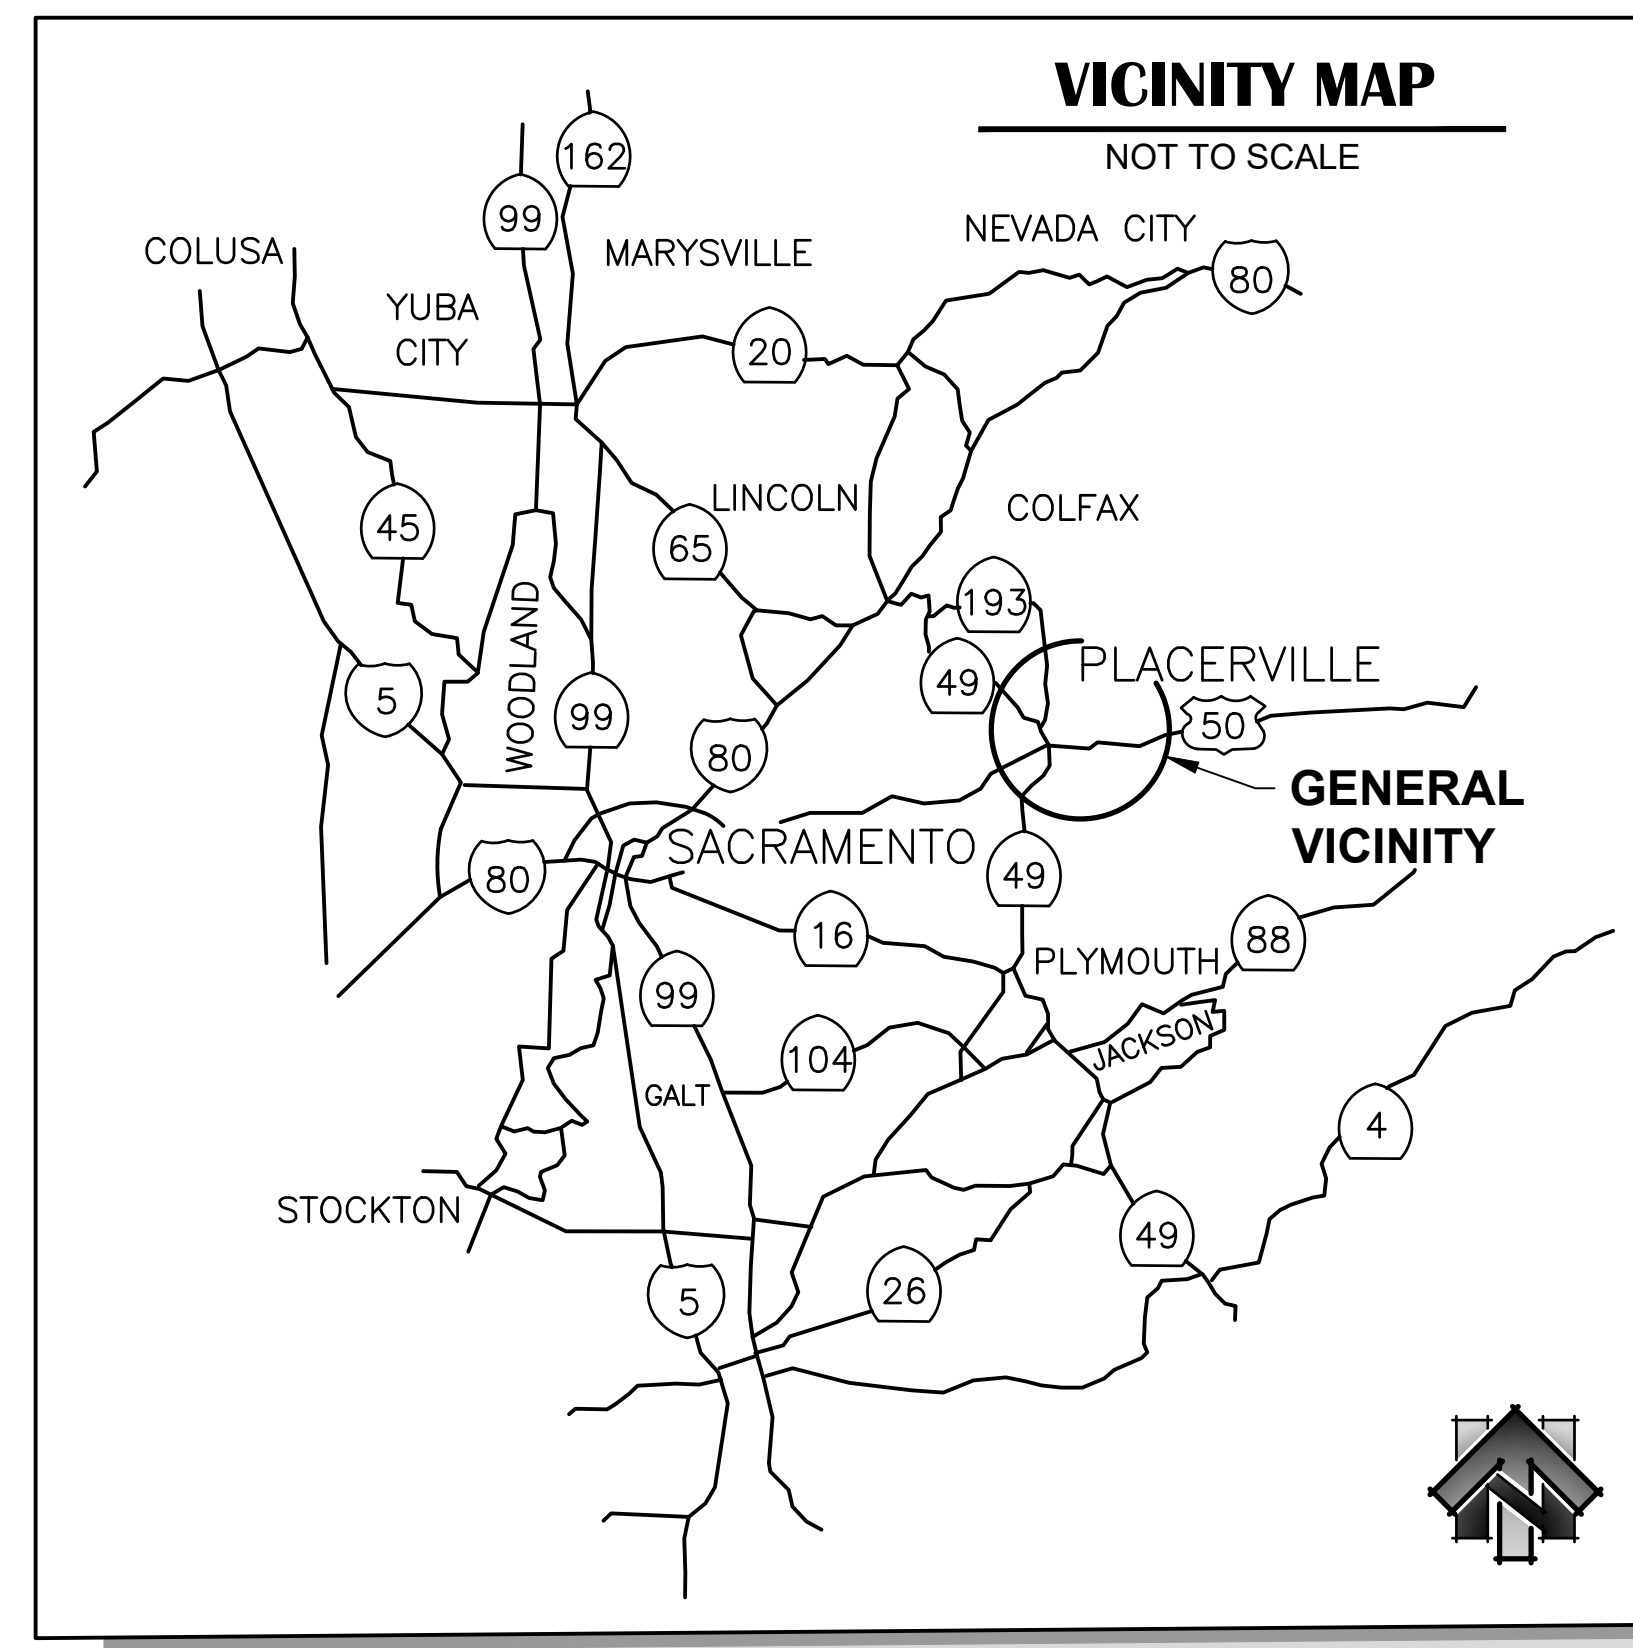 VICINITY MAP
NOT TO SCALE
162
99
NEVADA CITY
COLUSA
MARYSVILLE
80
YUBA
CITY
20
LINCOLN
COLFAX
45
65
193
WOODLAND
PLACERVILLE
49
5
99
50
80
GENERAL
VICINITY
SACRAMENTO
80
49
16
88
PLYMOUTH
99
JACKSON
104
GALT
4
STOCKTON
49
26
5
N